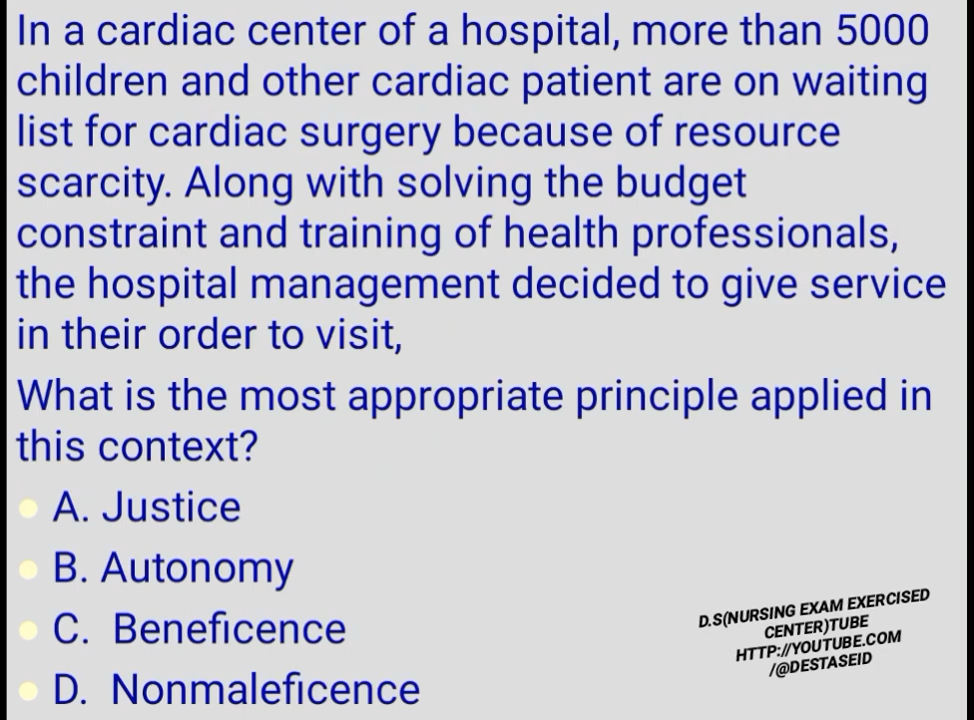 In a cardiac center of a hospital, more than 5000
children and other cardiac patient are on waiting
list for cardiac surgery because of resource
scarcity. Along with solving the budget
constraint and training of health professionals,
the hospital management decided to give service
in their order to visit,
What is the most appropriate principle applied in
this context?
A. Justice
B. Autonomy
C. Beneficence
D. Nonmaleficence
D.S(NURSING EXAM EXERCISED
CENTER)TUBE
HTTP://YOUTUBE.COM
/@DESTASEID